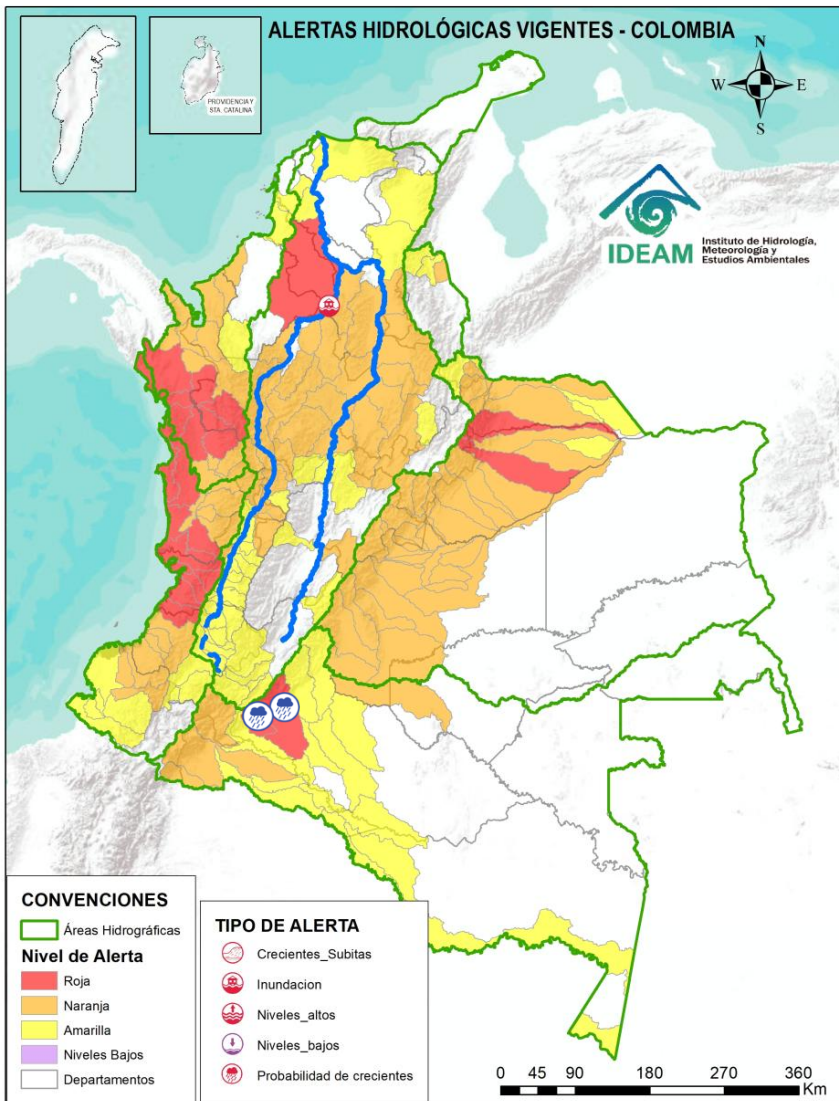 ALERTAS HIDROLÓGICAS VIGENTES - COLOMBIA
PROVIDENCIA Y
STA. CATALINA
N
W
E
S
IDEAM
Instituto de Hidrología,
Meteorología y
Estudios Ambientales
CONVENCIONES
Áreas Hidrográficas
Nivel de Alerta
Roja
Naranja
Amarilla
Niveles Bajos
Departamentos
TIPO DE ALERTA
Crecientes_Subitas
Inundacion
Niveles_altos
Niveles_bajos
Probabilidad de crecientes
0 45 90 180 270 360
Km